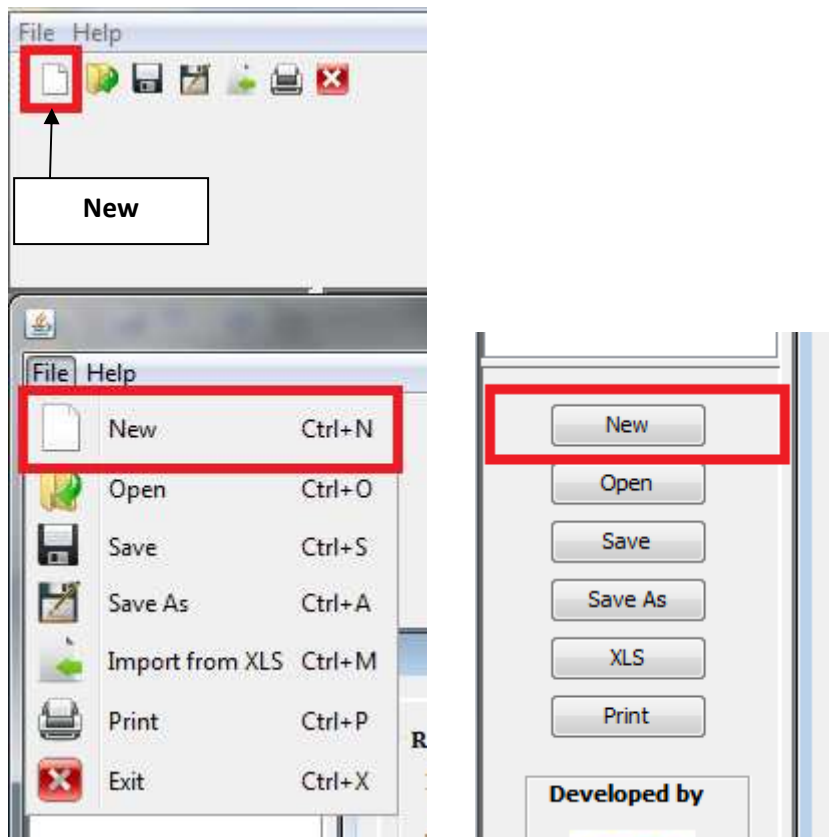 File Help
New
File Help
New Ctrl+N
Open Ctrl+O
Save Ctrl+S
Save As Ctrl+A
Import from XLS Ctrl+M
Print Ctrl+P
Exit Ctrl+X
R
New
Open
Save
Save As
XLS
Print
Developed by